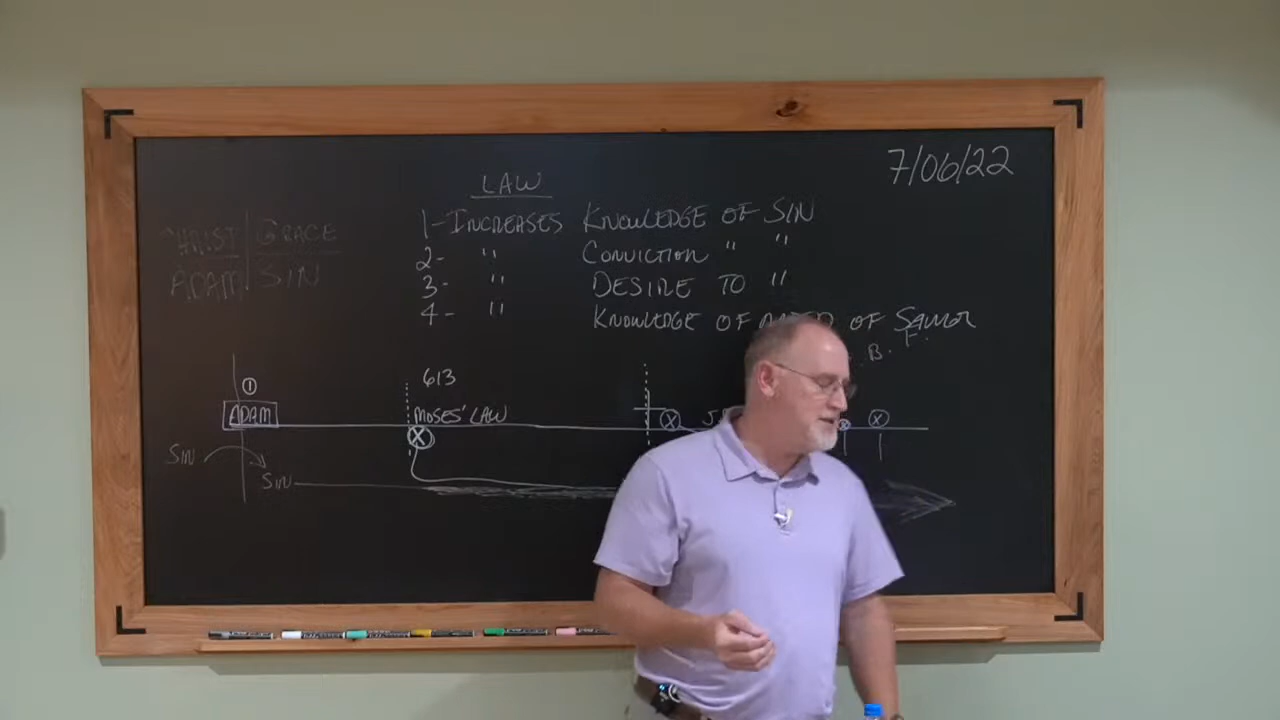 7/06/22
LAW
1- INCREASES KNOWLEDGE OF SIN
2- " CONVICTION " "
3- " DESIRE TO "
4- " KNOWLEDGE OF OF SAVIOR
GRACE
ADAM SIN
B. F.
①
613
ADAM
MOSES' LAW
X
X
X
X
SIN
SIN